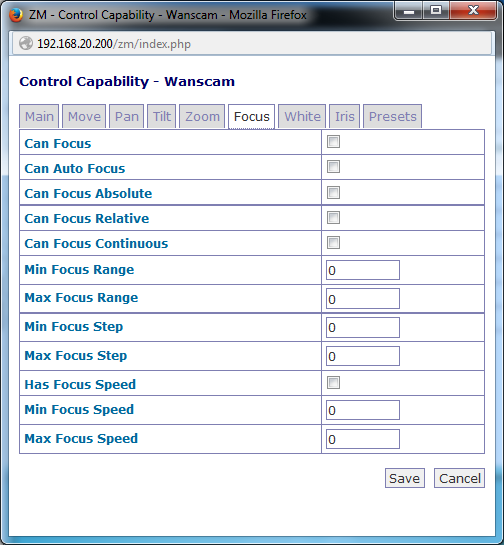 ZM - Control Capability - Wanscam - Mozilla Firefox
192.168.20.200/zm/index.php
Control Capability - Wanscam
Main Move Pan Tilt Zoom Focus White Iris Presets
Can Focus
Can Auto Focus
Can Focus Absolute
Can Focus Relative
Can Focus Continuous
Min Focus Range 0
Max Focus Range 0
Min Focus Step 0
Max Focus Step 0
Has Focus Speed
Min Focus Speed 0
Max Focus Speed 0
Save Cancel